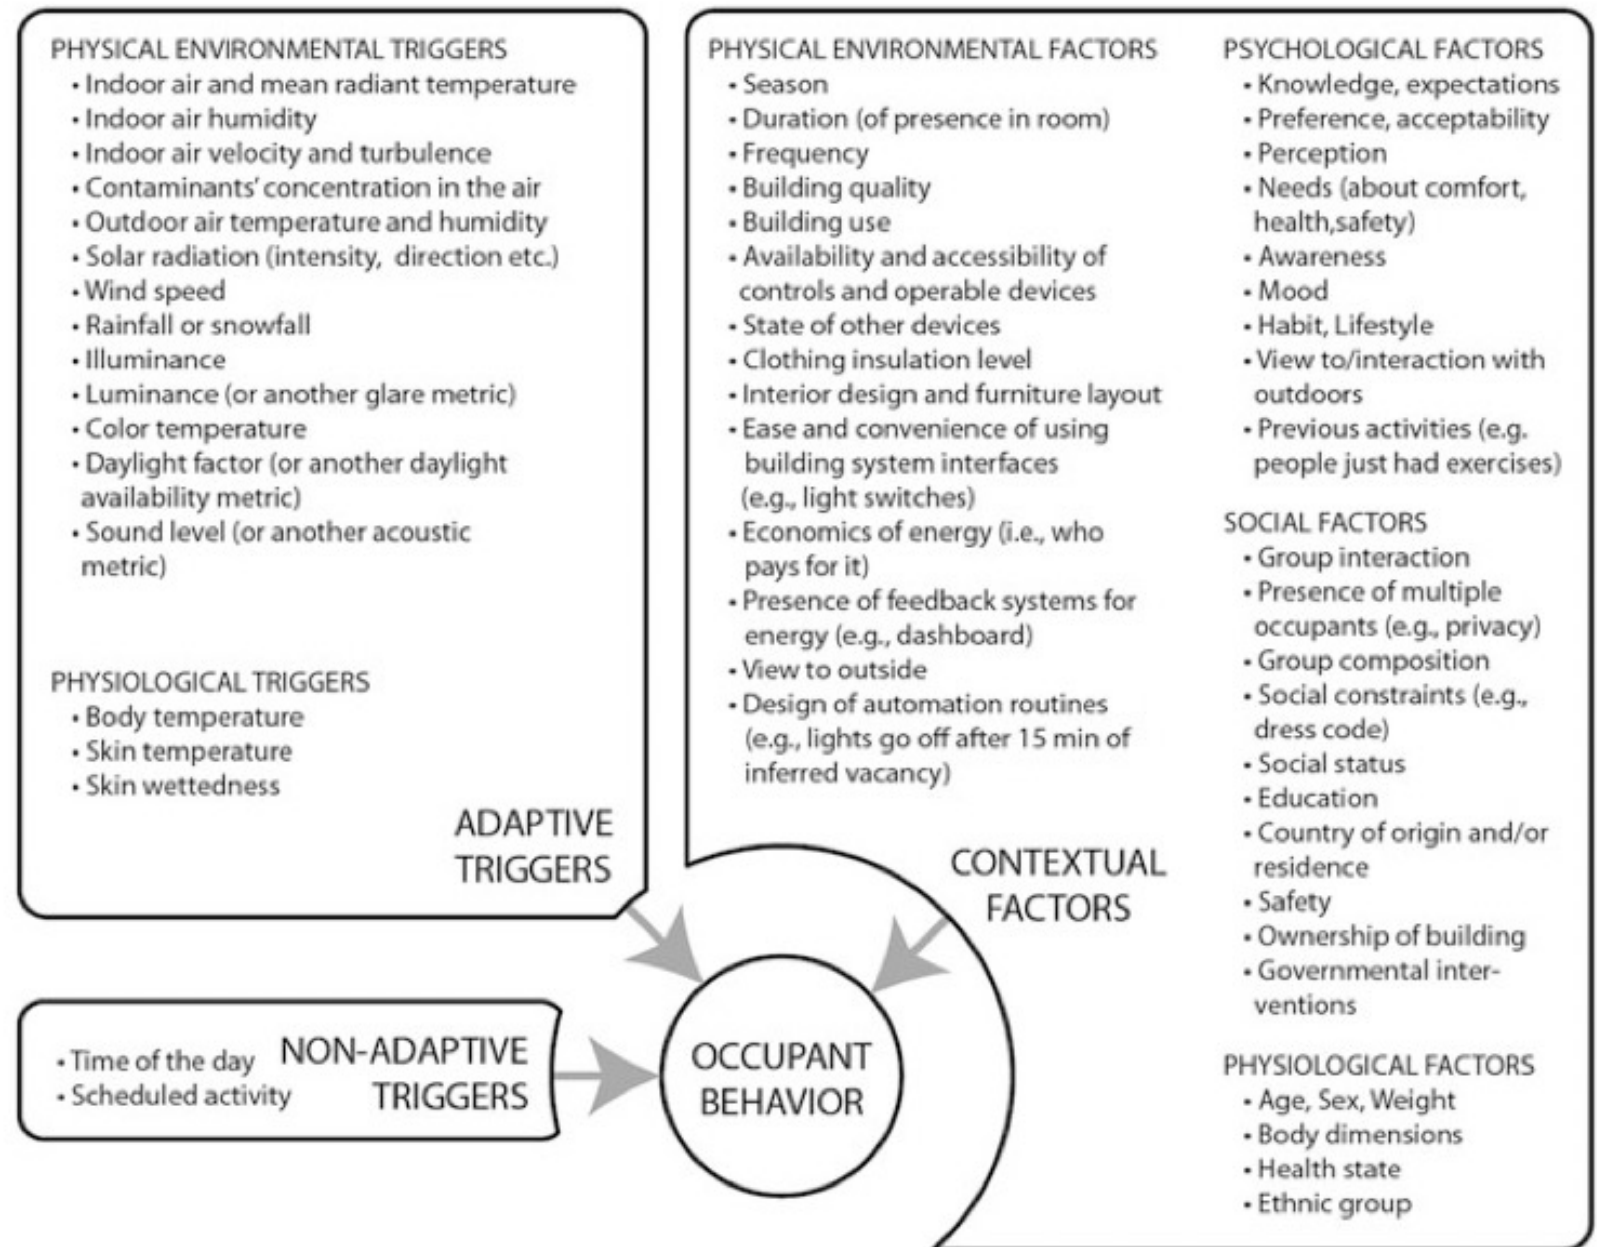 PHYSICAL ENVIRONMENTAL TRIGGERS
• Indoor air and mean radiant temperature
• Indoor air humidity
• Indoor air velocity and turbulence
• Contaminants' concentration in the air
• Outdoor air temperature and humidity
• Solar radiation (intensity, direction etc.)
• Wind speed
• Rainfall or snowfall
• Illuminance
• Luminance (or another glare metric)
• Color temperature
• Daylight factor (or another daylight
availability metric)
• Sound level (or another acoustic
metric)
PHYSIOLOGICAL TRIGGERS
• Body temperature
• Skin temperature
• Skin wettedness
ADAPTIVE
TRIGGERS
PHYSICAL ENVIRONMENTAL FACTORS
• Season
• Duration (of presence in room)
• Frequency
• Building quality
• Building use
• Availability and accessibility of
controls and operable devices
• State of other devices
• Clothing insulation level
• Interior design and furniture layout
• Ease and convenience of using
building system interfaces
(e.g., light switches)
• Economics of energy (i.e., who
pays for it)
• Presence of feedback systems for
energy (e.g., dashboard)
• View to outside
• Design of automation routines
(e.g., lights go off after 15 min of
inferred vacancy)
CONTEXTUAL
FACTORS
PSYCHOLOGICAL FACTORS
• Knowledge, expectations
• Preference, acceptability
• Perception
• Needs (about comfort,
health,safety)
• Awareness
• Mood
• Habit, Lifestyle
• View to/interaction with
outdoors
• Previous activities (e.g.
people just had exercises)
SOCIAL FACTORS
• Group interaction
• Presence of multiple
occupants (e.g., privacy)
• Group composition
• Social constraints (e.g.,
dress code)
• Social status
• Education
• Country of origin and/or
residence
• Safety
• Ownership of building
• Governmental inter-
ventions
PHYSIOLOGICAL FACTORS
• Age, Sex, Weight
• Body dimensions
• Health state
• Ethnic group
• Time of the day
• Scheduled activity
NON-ADAPTIVE
TRIGGERS
OCCUPANT
BEHAVIOR